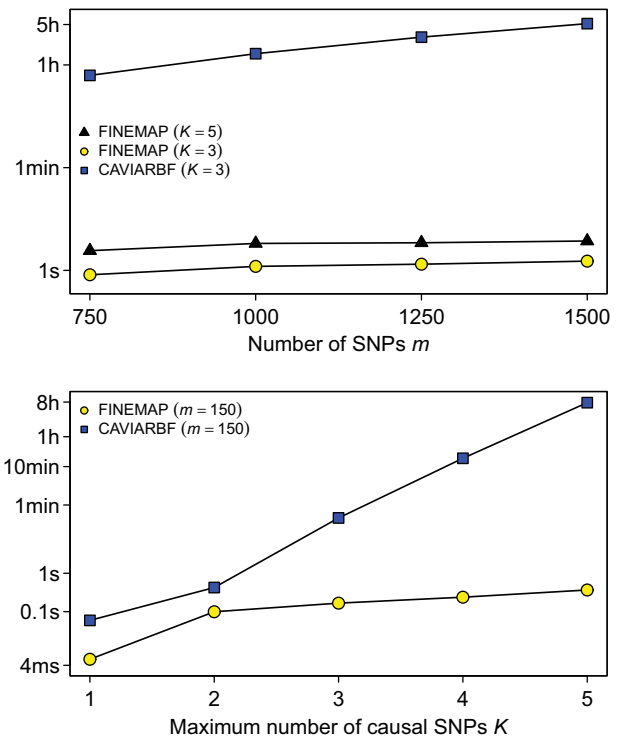 5h
1h
FINEMAP (K = 5)
FINEMAP (K = 3)
CAVIARBF (K = 3)
1min
1s
750 1000 1250 1500
Number of SNPs m
8h
FINEMAP (m = 150)
CAVIARBF (m = 150)
1h
10min
1min
1s
0.1s
4ms
1 2 3 4 5
Maximum number of causal SNPs K